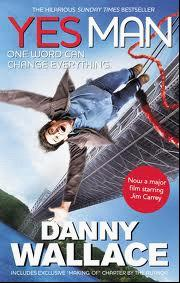 THE HILARIOUS SUNDAY TIMES BESTSELLER
YES MAN
ONE WORD CAN
CHANGE EVERYTHING
Now a major
film starring
Jim Carrey
DANNY
WALLACE
INCLUDES EXCLUSIVE 'MAKING OF' CHAPTER BY THE AUTHOR